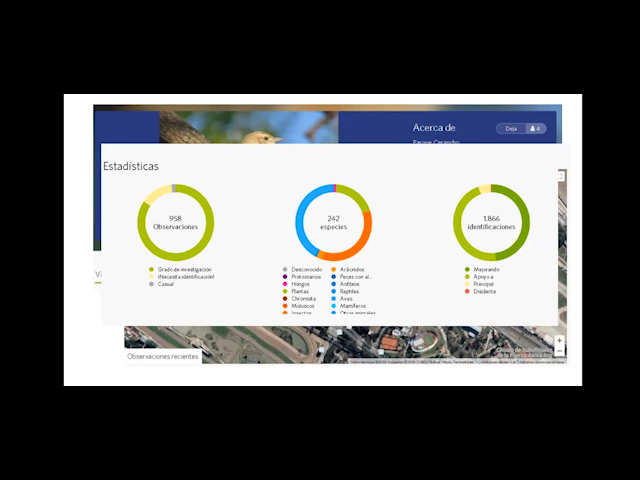 Acerca de
Deja 4
Parque Carancho
Estadísticas
958
Observaciones
242
especies
1.866
identificaciones
Grado de investigación
¡Necesita identificación!
Casual
Desconocido
Protozoarios
Hongos
Plantas
Chromista
Moluscos
Insectos
Arácnidos
Peces con al...
Anfibios
Reptiles
Aves
Mamíferos
Otros animales
Mejorando
Apoyo a
Principal
Disidente
Vi
Observaciones recientes
+
−